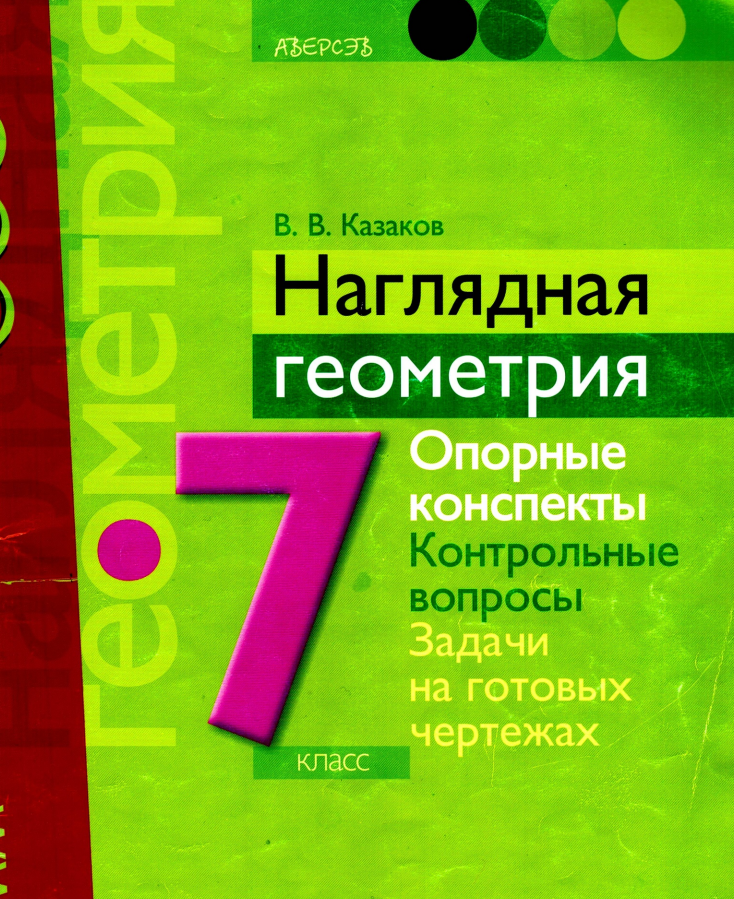 АВЕРСЭВ
геометрия
В. В. Казаков
Наглядная
геометрия
7
класс
Опорные
конспекты
Контрольные
вопросы
Задачи
на готовых
чертежах